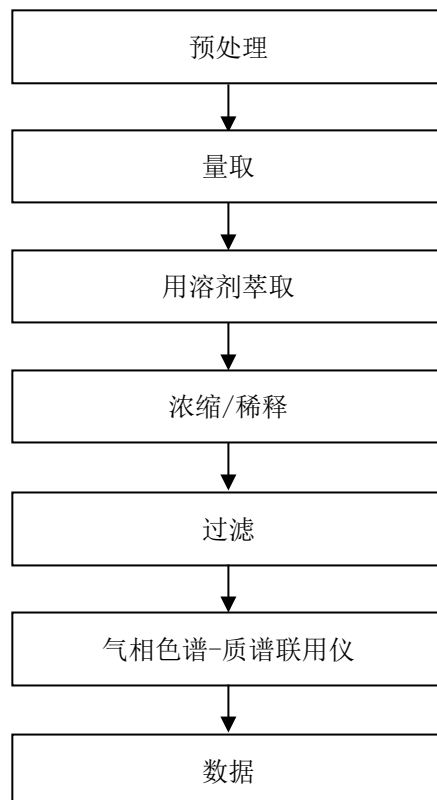 预处理
量取
用溶剂萃取
浓缩/稀释
过滤
气相色谱-质谱联用仪
数据